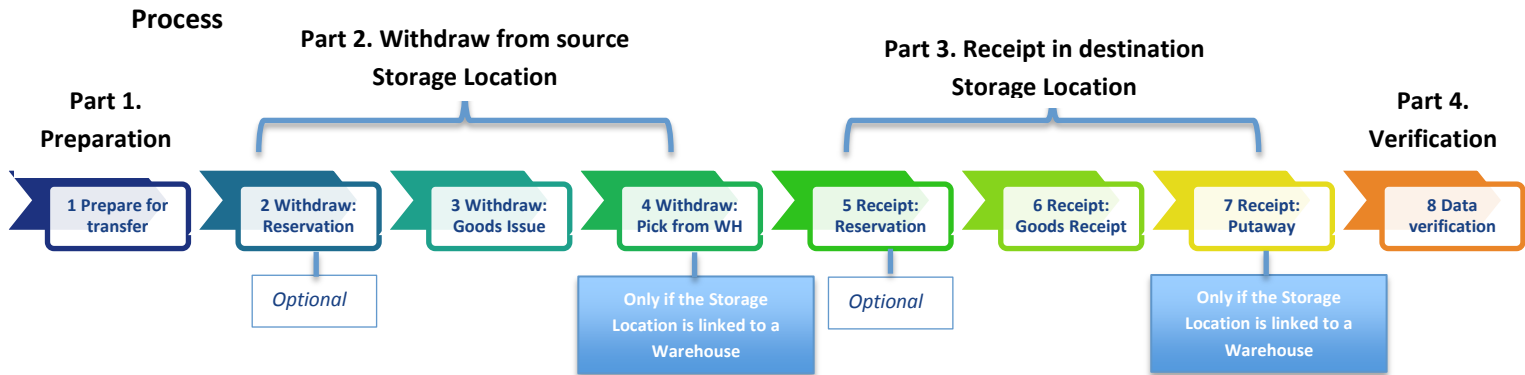 Process
Part 2. Withdraw from source
Storage Location
Part 3. Receipt in destination
Storage Location
Part 1.
Preparation
Part 4.
Verification
1 Prepare for
transfer
2 Withdraw:
Reservation
3 Withdraw:
Goods Issue
4 Withdraw:
Pick from WH
5 Receipt:
Reservation
6 Receipt:
Goods Receipt
7 Receipt:
Putaway
8 Data
verification
Optional
Only if the Storage
Location is linked to a
Warehouse
Optional
Only if the Storage
Location is linked to a
Warehouse